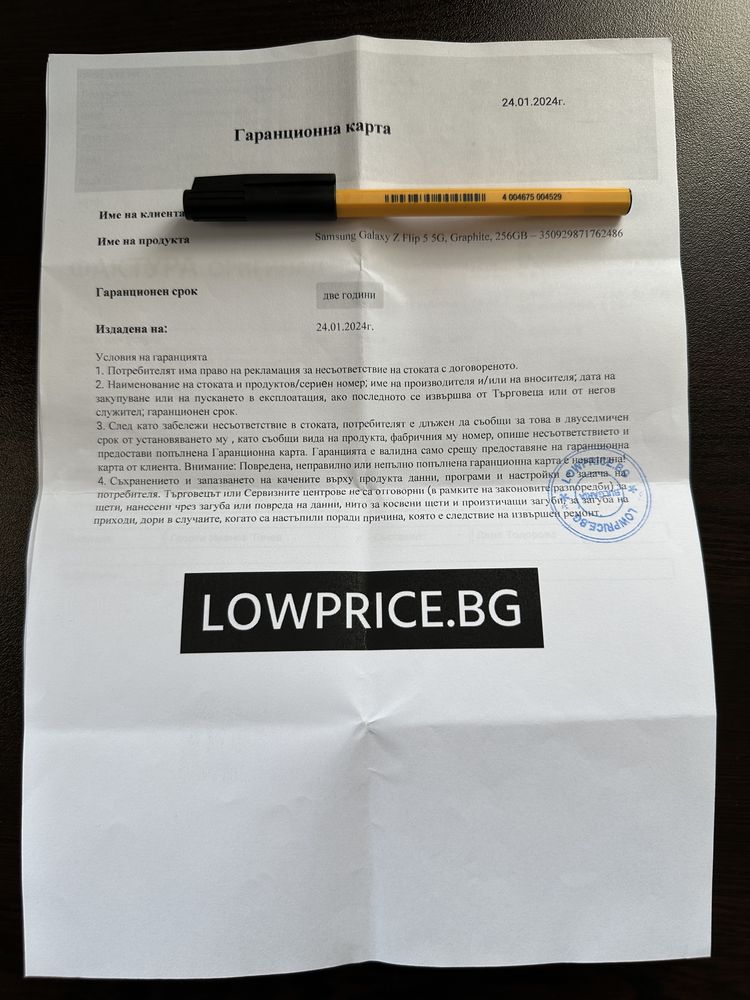 24.01.2024г.
Гаранционна карта
4 004675 004529
Име на клиента
Име на продукта
Samsung Galaxy Z Flip 5 5G, Graphite, 256GB – 350929871762486
Гаранционен срок
две години
Издадена на:
24.01.2024г.
Условия на гаранцията
1. Потребителят има право на рекламация за несъответствие на стоката с договореното.
2. Наименование на стоката и продуктов/сериен номер; име на производителя и/или на вносителя; дата на
закупуване или на пускането в експлоатация, ако последното се извършва от Търговеца или от негов
служител; гаранционен срок.
3. След като забележи несъответствие в стоката, потребителят е длъжен да съобщи за това в двуседмичен
срок от установяването му , като съобщи вида на продукта, фабричния му номер, опише несъответствието и
предостави попълнена Гаранционна карта. Гаранцията е валидна само срещу предоставяне на гаранционна
карта от клиента. Внимание: Повредена, неправилно или непълно попълнена гаранционна карта е невалидна!
4. Съхранението и запазването на качените върху продукта данни, програми и настройки е задача на
потребителя. Търговецът или Сервизните центрове не са отговорни (в рамките на законовите разпоредби) за
щети, нанесени чрез загуба или повреда на данни, нито за косвени щети и произтичащи загуби, за загуба на
приходи, дори в случаите, когато са настъпили поради причина, която е следствие на извършен ремонт.
LOWPRICE.BG
LOWPRICE.BG
LOWPRICE.BG